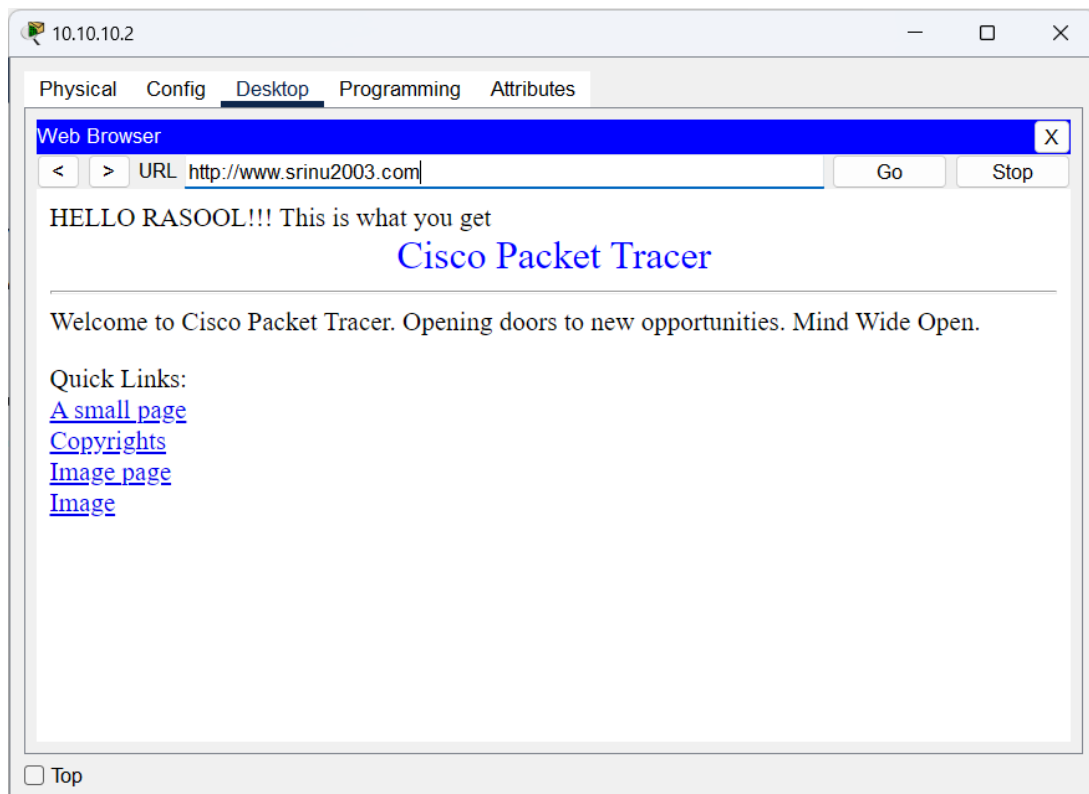 10.10.10.2
Physical Config Desktop Programming Attributes
Web Browser X
< > URL http://www.srinu2003.com Go Stop
HELLO RASOOL!!! This is what you get
Cisco Packet Tracer
Welcome to Cisco Packet Tracer. Opening doors to new opportunities. Mind Wide Open.
Quick Links:
A small page
Copyrights
Image page
Image
Top